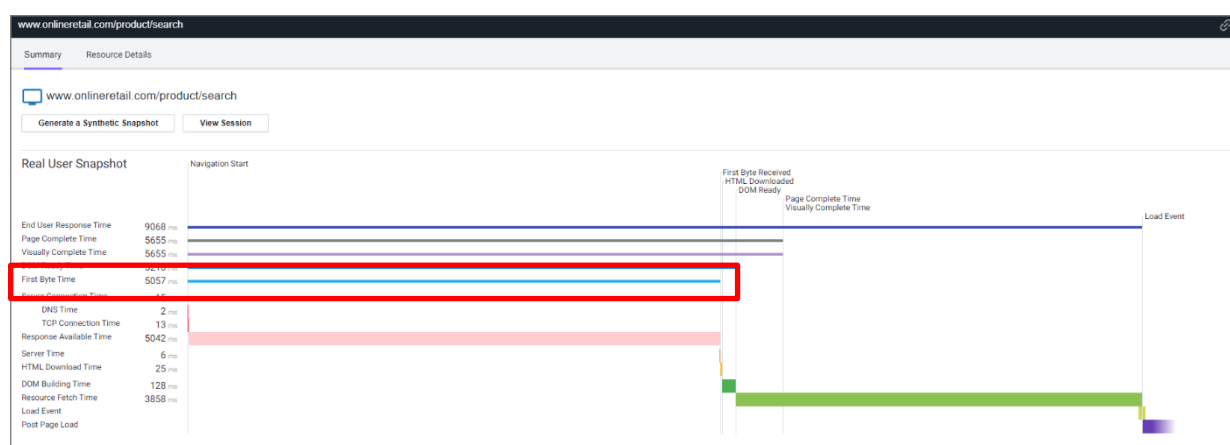 www.onlineretail.com/product/search
Summary Resource Details
www.onlineretail.com/product/search
Generate a Synthetic Snapshot View Session
Real User Snapshot Navigation Start
First Byte Received
HTML Downloaded
DOM Ready
Page Complete Time
Visually Complete Time
Load Event
End User Response Time 9068 ms
Page Complete Time 5655 ms
Visually Complete Time 5655 ms
First Byte Time 5057 ms
Server Connection Time 15
DNS Time 2 ms
TCP Connection Time 13 ms
Response Available Time 5042 ms
Server Time 6 ms
HTML Download Time 25 ms
DOM Building Time 128 ms
Resource Fetch Time 3858 ms
Load Event
Post Page Load